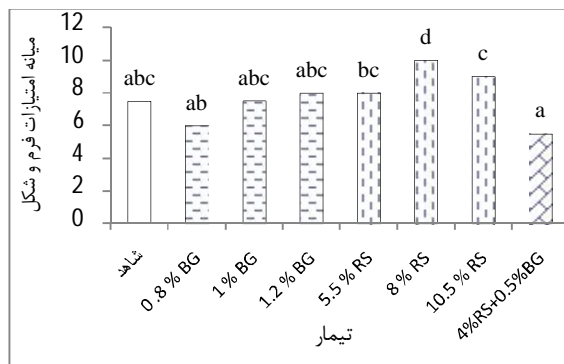 میانه امتیازات فرم و شکل
12
10
8
6
4
2
0
abc
ab
abc
abc
bc
d
c
a
شاهد
0.8 % BG
1 % BG
1.2 % BG
5.5 % RS
8 % RS
10.5 % RS
4%RS+0.5%BG
تیمار